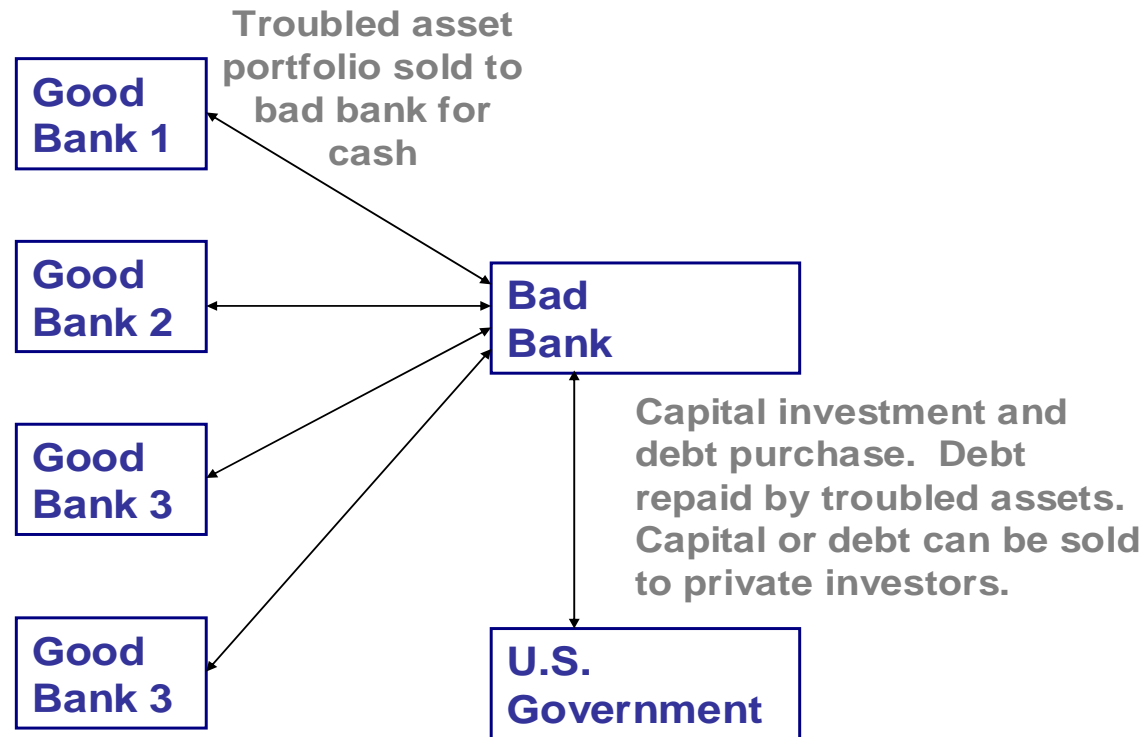 Troubled asset
portfolio sold to
bad bank for
cash
Good
Bank 1
Good
Bank 2
Bad
Bank
Good
Bank 3
Capital investment and
debt purchase.  Debt
repaid by troubled assets.
Capital or debt can be sold
to private investors.
Good
Bank 3
U.S.
Government